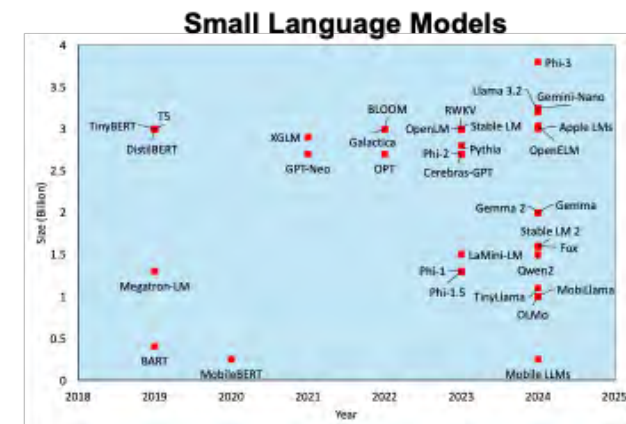 Small Language Models
4
Phi-3
3.5
Llama 3.2
Gemini-Nano
BLOOM
RWKV
TinyBERT
T5
3
XGLM
OpenLM
Stable LM
Apple LMs
DistilBERT
Galactica
Phi-2
Pythia
OpenELM
GPT-Neo
OPT
Cerebras-GPT
2.5
Size (Billion)
2
Gemma 2
Gemma
Stable LM 2
1.5
LaMini-LM
Fox
Phi-1
Qwen2
Megatron-LM
Phi-1.5
TinyLlama
MobiLlama
1
OLMo
0.5
BART
MobileBERT
Mobile LLMs
0
2018 2019 2020 2021 2022 2023 2024 2025
Year